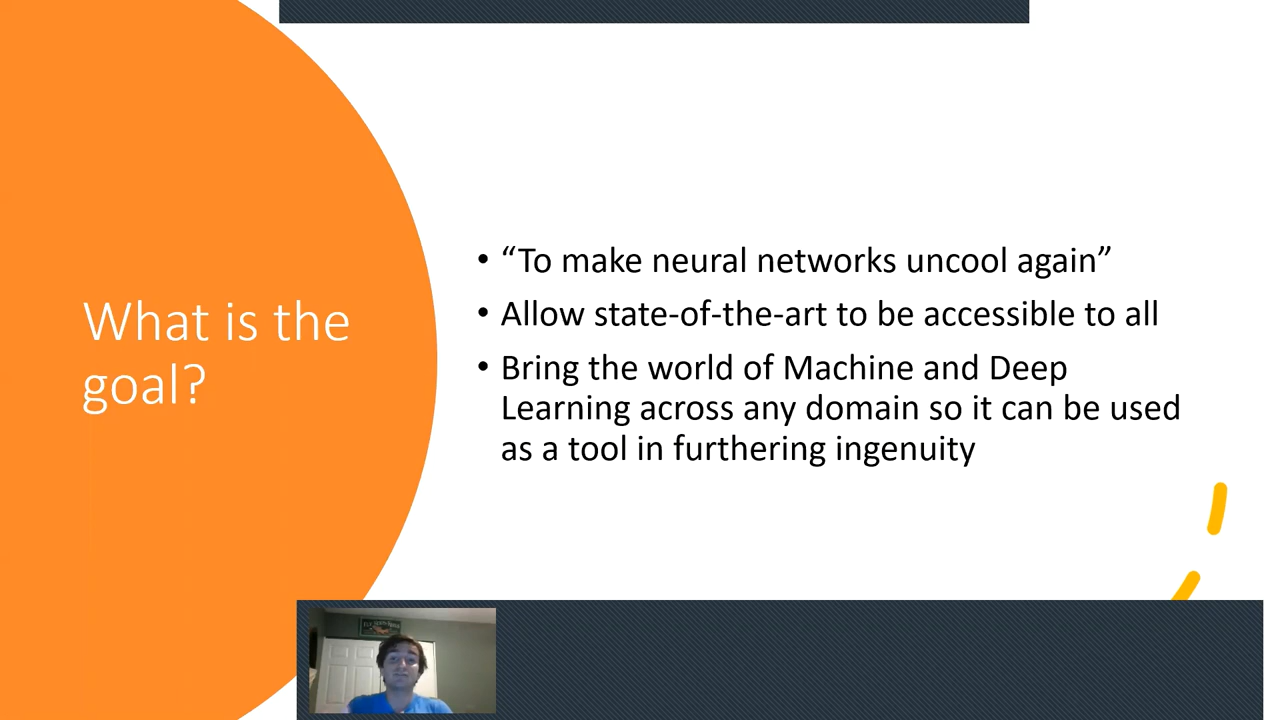 What is the
goal?
• “To make neural networks uncool again”
• Allow state-of-the-art to be accessible to all
• Bring the world of Machine and Deep
Learning across any domain so it can be used
as a tool in furthering ingenuity